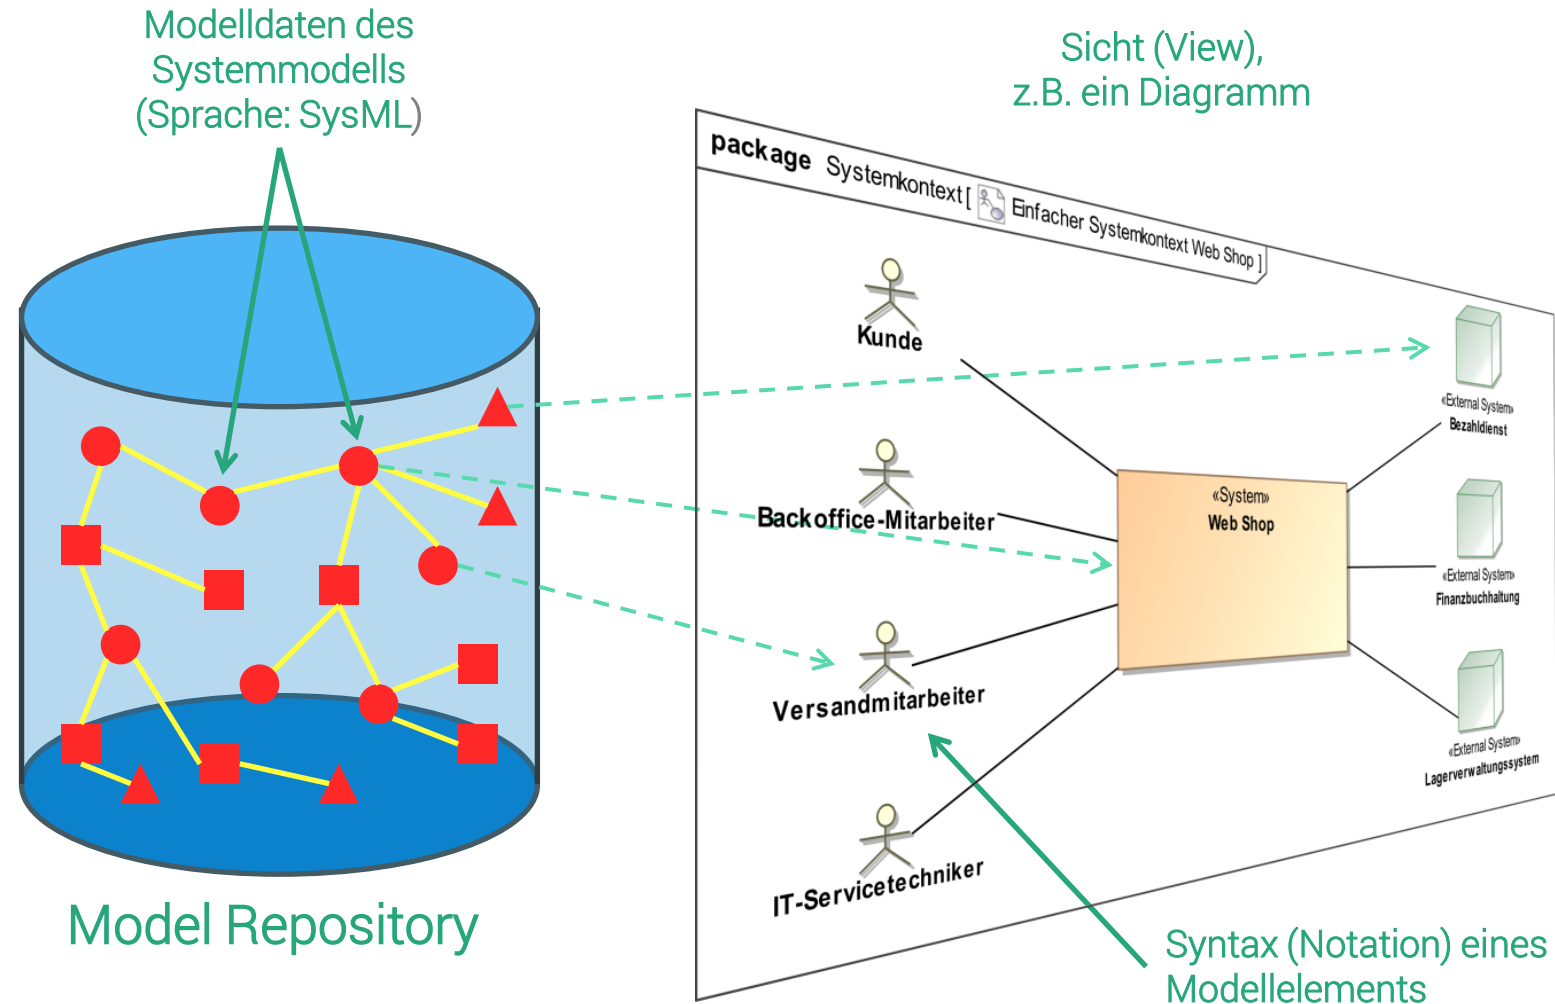 Modelldaten des
Systemmodells
(Sprache: SysML)
Sicht (View),
z.B. ein Diagramm
package Systemkontext [ Einfacher Systemkontext Web Shop ]
Kunde
Backoffice-Mitarbeiter
Versandmitarbeiter
IT-Servicetechniker
«System»
Web Shop
«External System»
Bezahldienst
«External System»
Finanzbuchhaltung
«External System»
Lagerverwaltungssystem
Model Repository
Syntax (Notation) eines
Modellelements